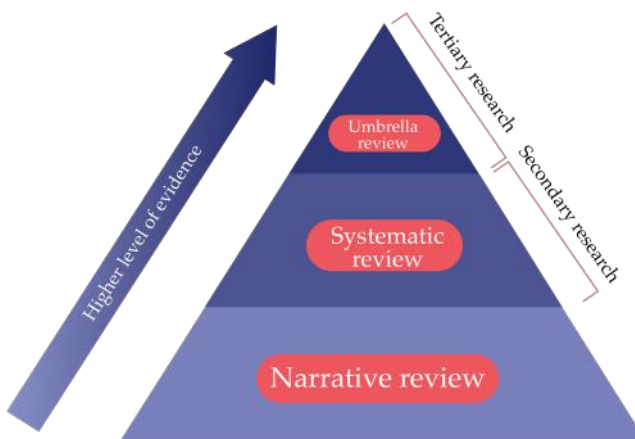 Higher level of evidence
Umbrella
review
Systematic
review
Narrative review
Tertiary research
Secondary research